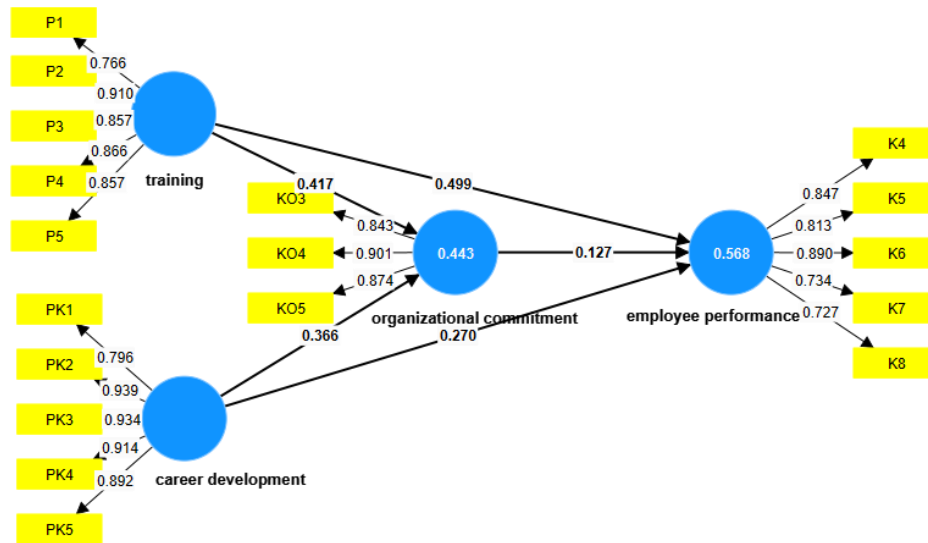 P1
0.766
P2
0.910
P3
0.857
0.866
P4
0.857
training
P5
0.417
0.499
KO3
0.843
KO4
0.901
0.443
0.874
KO5
organizational commitment
0.127
0.366
0.270
0.568
employee performance
K4
0.847
K5
0.813
K6
0.890
0.734
K7
0.727
K8
PK1
0.796
PK2
0.939
PK3
0.934
0.914
PK4
0.892
career development
PK5